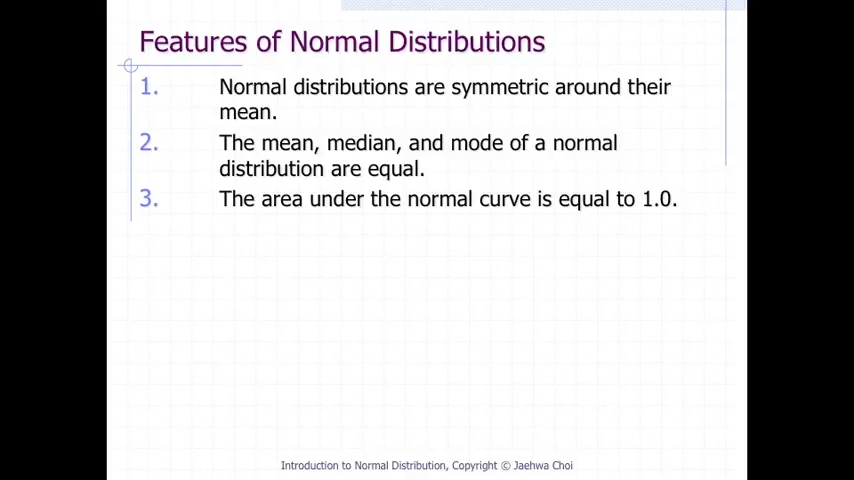 Features of Normal Distributions
1. Normal distributions are symmetric around their
mean.
2. The mean, median, and mode of a normal
distribution are equal.
3. The area under the normal curve is equal to 1.0.
Introduction to Normal Distribution, Copyright © Jaehwa Choi